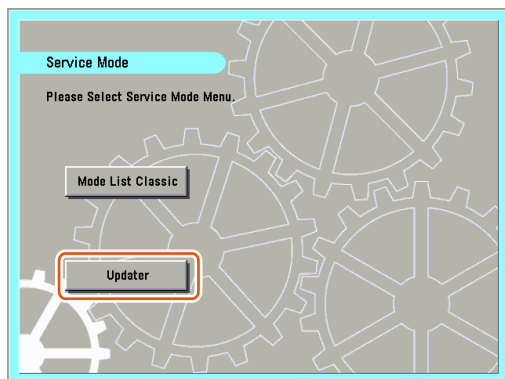 Service Mode
Please Select Service Mode Menu.
Mode List Classic
Updater